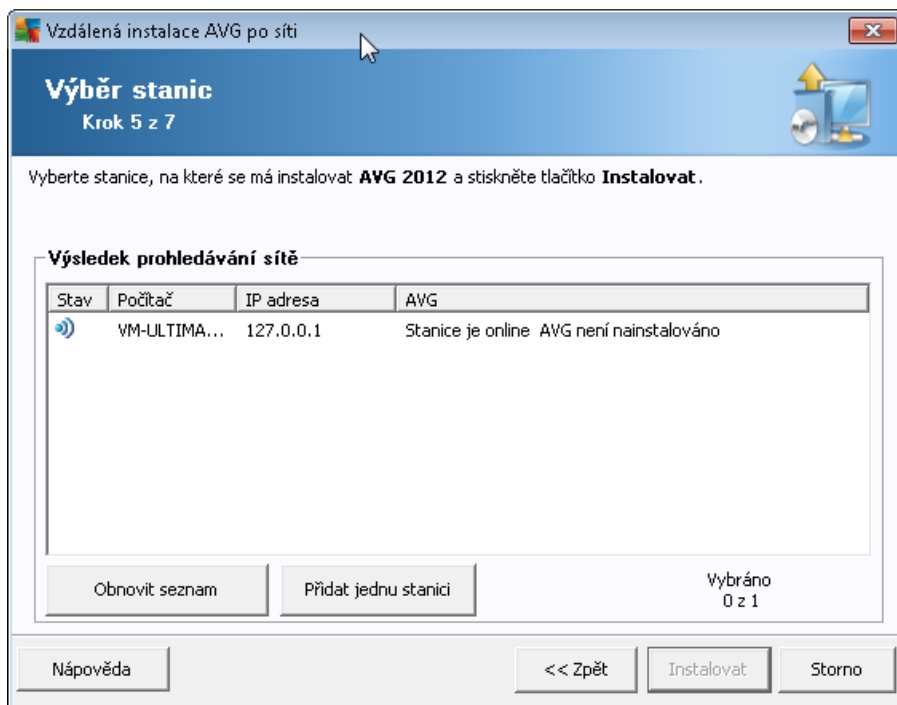 Vzdálená instalace AVG po síti
Výběr stanic
Krok 5 z 7
Vyberte stanice, na které se má instalovat AVG 2012 a stiskněte tlačítko Instalovat.
Výsledek prohledávání sítě
Stav Počítač IP adresa AVG
VM-ULTIMA... 127.0.0.1 Stanice je online AVG není nainstalováno
Obnovit seznam Přidat jednu stanici Vybráno
0 z 1
Nápověda << Zpět Instalovat Storno